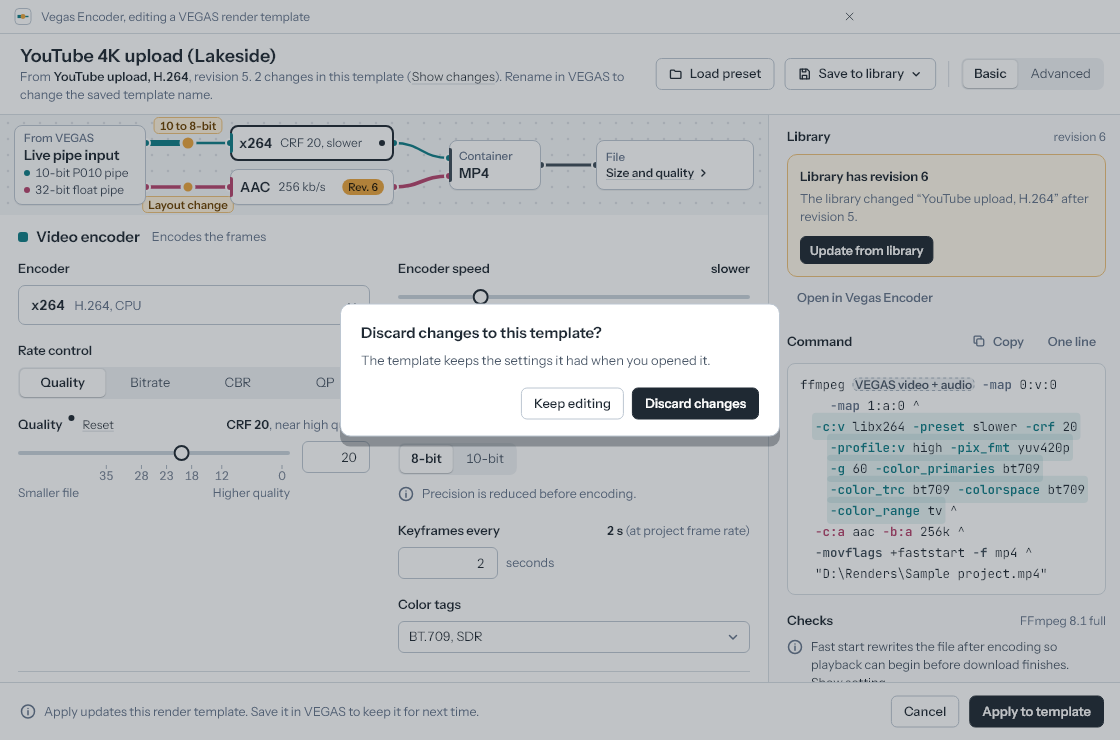 Vegas Encoder, editing a VEGAS render template
YouTube 4K upload (Lakeside)
From YouTube upload, H.264, revision 5. 2 changes in this template (Show changes). Rename in VEGAS to
change the saved template name.
Load preset
Save to library
Basic
Advanced
From VEGAS
Live pipe input
10-bit P010 pipe
32-bit float pipe
10 to 8-bit
Layout change
x264 CRF 20, slower
AAC 256 kb/s Rev. 6
Container
MP4
File
Size and quality
Video encoder Encodes the frames
Encoder
x264 H.264, CPU
Rate control
Quality Bitrate CBR QP
Quality Reset CRF 20, near high q
20
35 28 23 18 12 0
Smaller file Higher quality
Encoder speed slower
Discard changes to this template?
The template keeps the settings it had when you opened it.
Keep editing
Discard changes
8-bit 10-bit
Precision is reduced before encoding.
Keyframes every 2 s (at project frame rate)
2 seconds
Color tags
BT.709, SDR
Library revision 6
Library has revision 6
The library changed “YouTube upload, H.264” after
revision 5.
Update from library
Open in Vegas Encoder
Command Copy One line
ffmpeg VEGAS video + audio -map 0:v:0
-map 1:a:0 ^
-c:v libx264 -preset slower -crf 20
-profile:v high -pix_fmt yuv420p
-g 60 -color_primaries bt709
-color_trc bt709 -colorspace bt709
-color_range tv ^
-c:a aac -b:a 256k ^
-movflags +faststart -f mp4 ^
"D:\Renders\Sample project.mp4"
Checks FFmpeg 8.1 full
Fast start rewrites the file after encoding so
playback can begin before download finishes.
Show setting
Apply updates this render template. Save it in VEGAS to keep it for next time.
Cancel
Apply to template